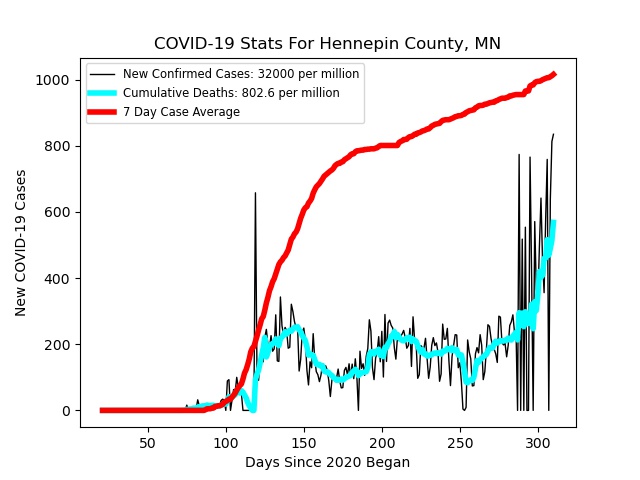 COVID-19 Stats For Hennepin County, MN
New Confirmed Cases: 32000 per million
Cumulative Deaths: 802.6 per million
7 Day Case Average
1000
800
600
400
200
0
New COVID-19 Cases
50 100 150 200 250 300
Days Since 2020 Began